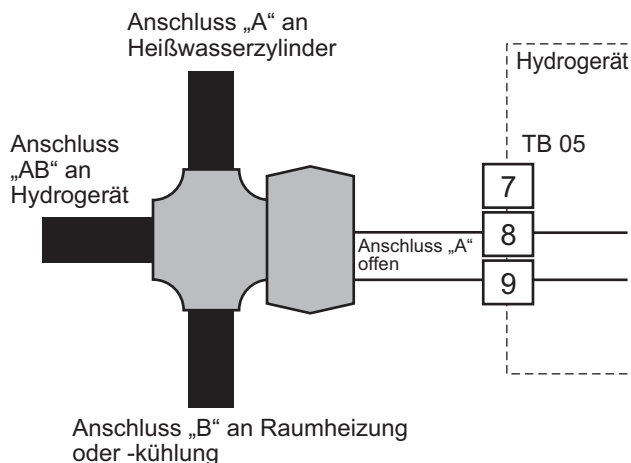 Anschluss „A“ an
Heißwasserzylinder
Hydrogerät
Anschluss
„AB“ an
Hydrogerät
TB 05
7
8
9
Anschluss „A“
offen
Anschluss „B“ an Raumheizung
oder -kühlung